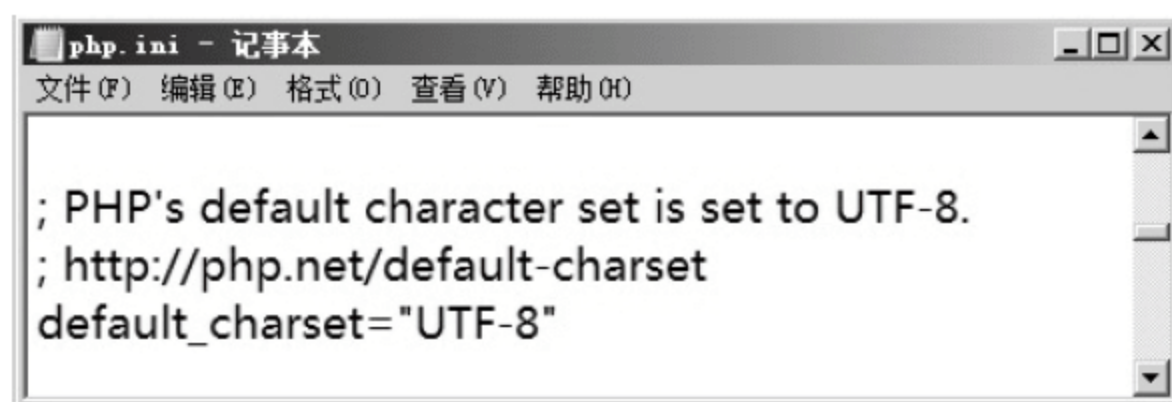 php.ini - 记事本
文件(F) 编辑(E) 格式(O) 查看(V) 帮助(H)
; PHP's default character set is set to UTF-8.
; http://php.net/default-charset
default_charset="UTF-8"